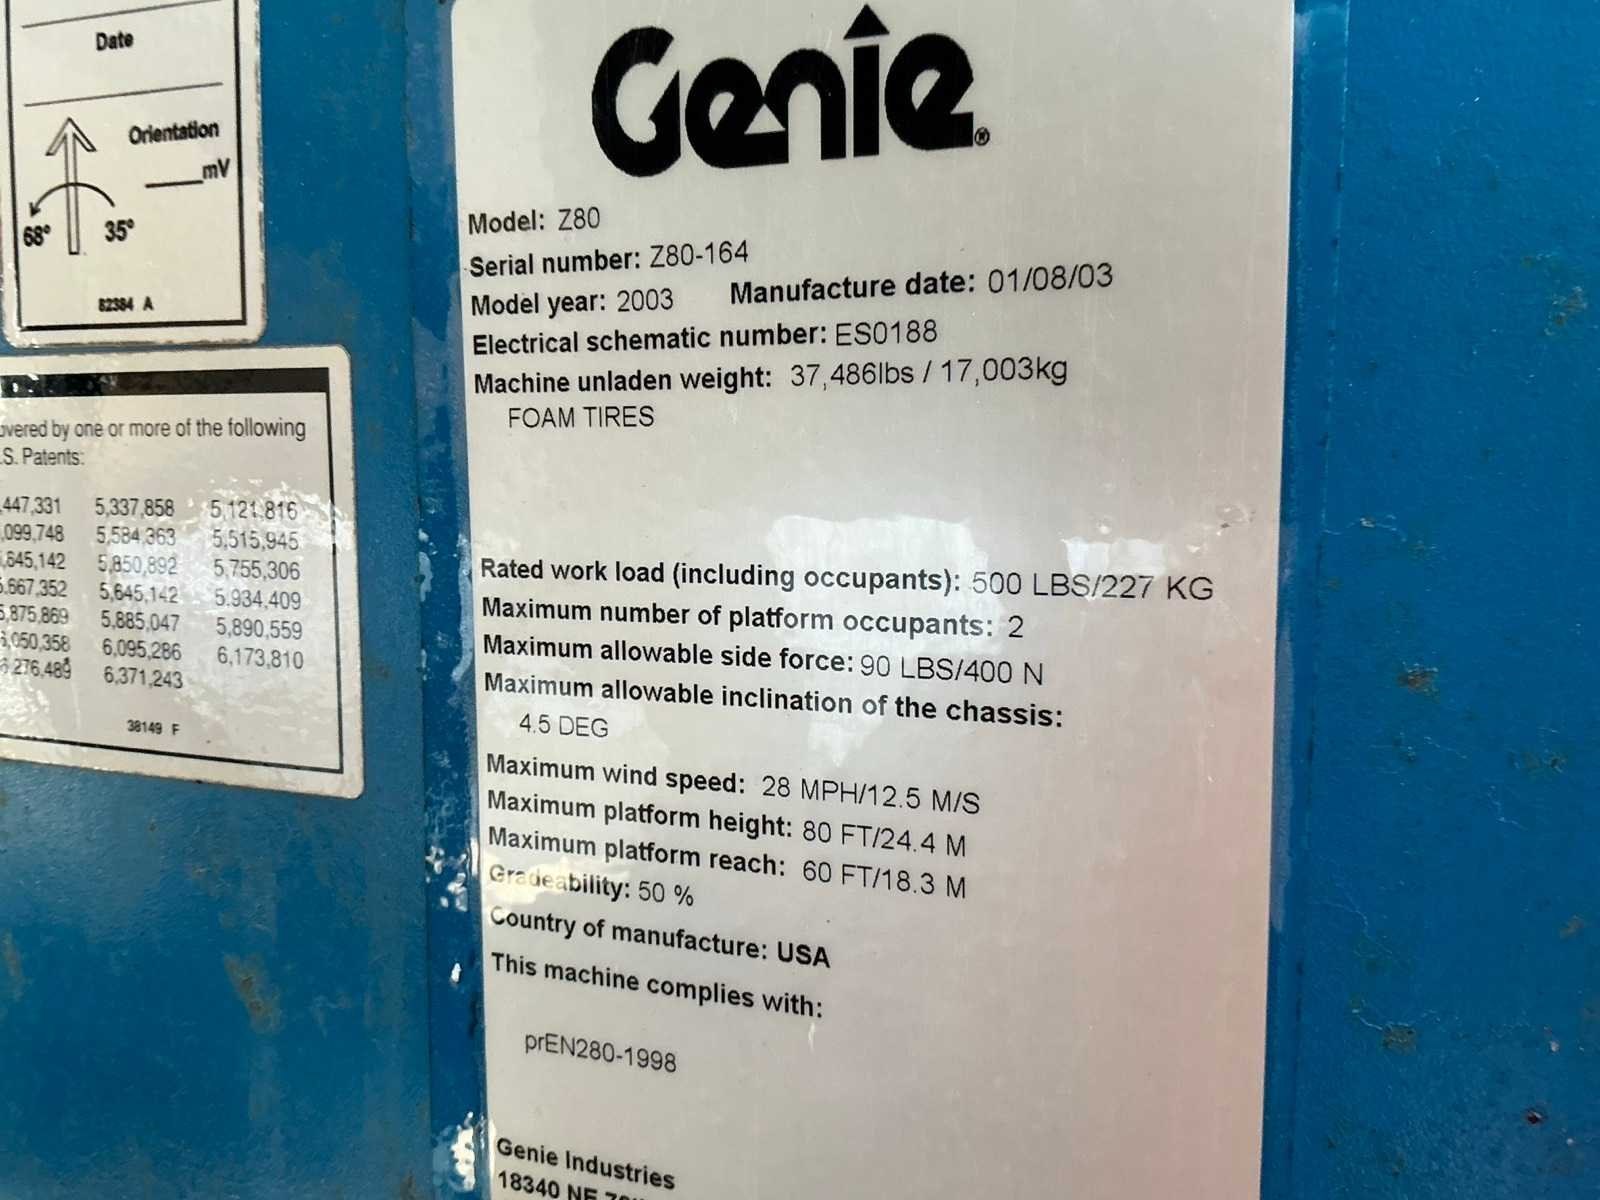 Date
Orientation
mV
68° 35°
82384 A
by one or more of the following
Patents:
447,331 5,337,858 5,121,816
099,748 5,584,363 5,515,945
645,142 5,850,892 5,755,306
667,352 5,645,142 5,934,409
875,869 5,885,047 5,890,559
050,358 6,095,286 6,173,810
276,489 6,371,243
38149 F
Genie®
Model: Z80
Serial number: Z80-164
Model year: 2003 Manufacture date: 01/08/03
Electrical schematic number: ES0188
Machine unladen weight: 37,486lbs / 17,003kg
FOAM TIRES
Rated work load (including occupants): 500 LBS/227 KG
Maximum number of platform occupants: 2
Maximum allowable side force: 90 LBS/400 N
Maximum allowable inclination of the chassis:
4.5 DEG
Maximum wind speed: 28 MPH/12.5 M/S
Maximum platform height: 80 FT/24.4 M
Maximum platform reach: 60 FT/18.3 M
Gradeability: 50 %
Country of manufacture: USA
This machine complies with:
prEN280-1998
Genie Industries
18340 NE